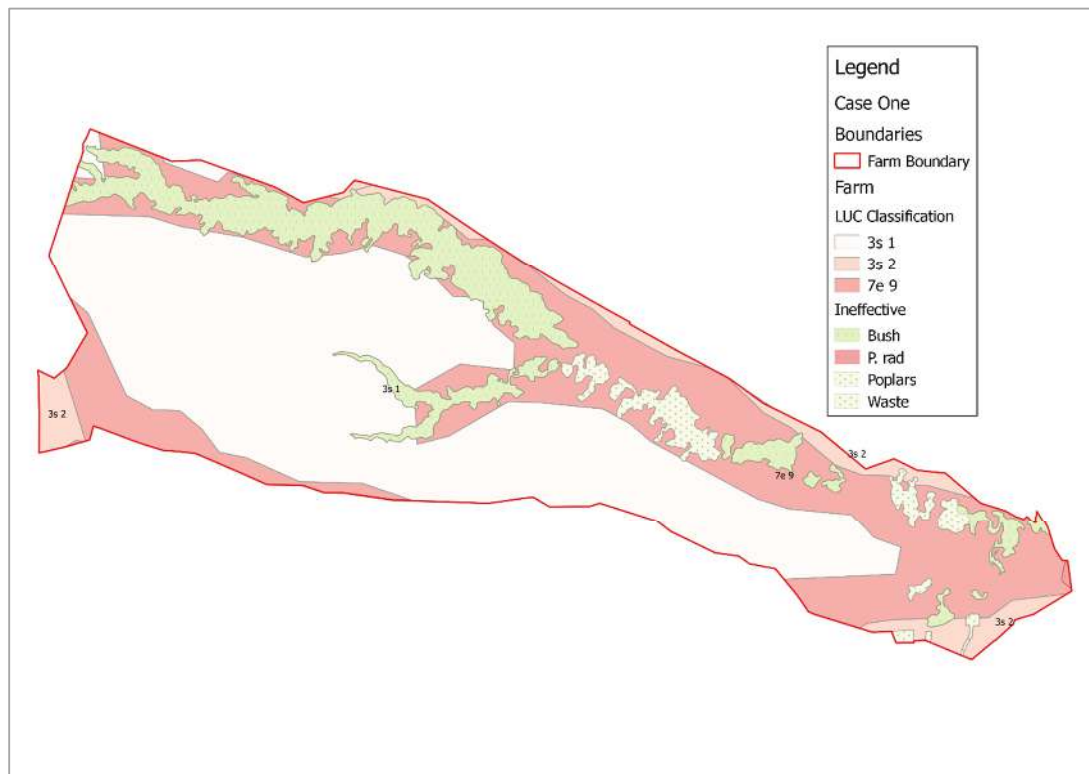 Legend
Case One
Boundaries
Farm Boundary
Farm
LUC Classification
3s 1
3s 2
7e 9
Ineffective
Bush
P. rad
Poplars
Waste
3s 1
3s 2
3s 2
7e 9
3s 2